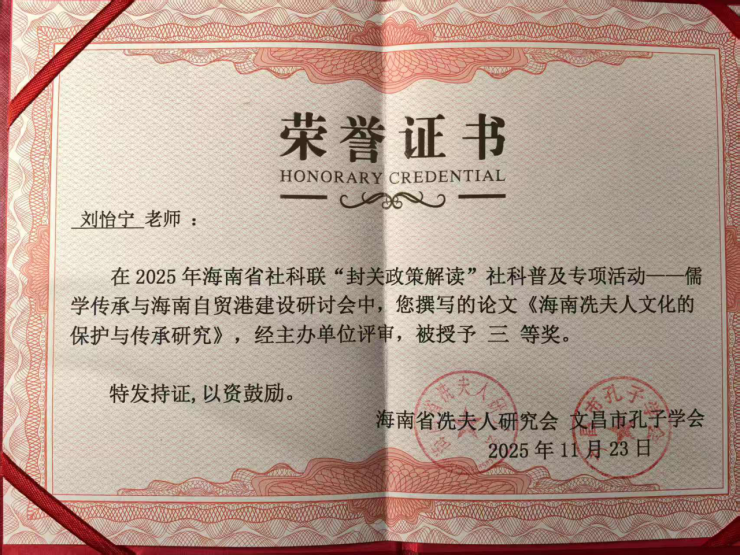 荣誉证书
HONORARY CREDENTIAL
刘怡宁 老师：
在 2025 年海南省社科联“封关政策解读”社科普及专项活动——儒
学传承与海南自贸港建设研讨会中，您撰写的论文《海南冼夫人文化的
保护与传承研究》，经主办单位评审，被授予 三 等奖。
特发持证,以资鼓励。
海南省冼夫人研究会 文昌市孔子学会
2025 年 11 月 23 日